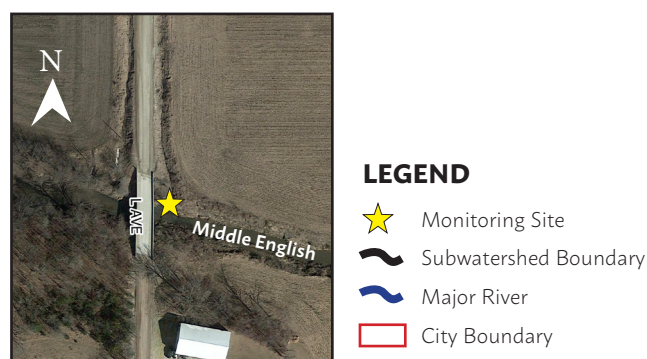 N
L AVE
Middle English
LEGEND
Monitoring Site
Subwatershed Boundary
Major River
City Boundary